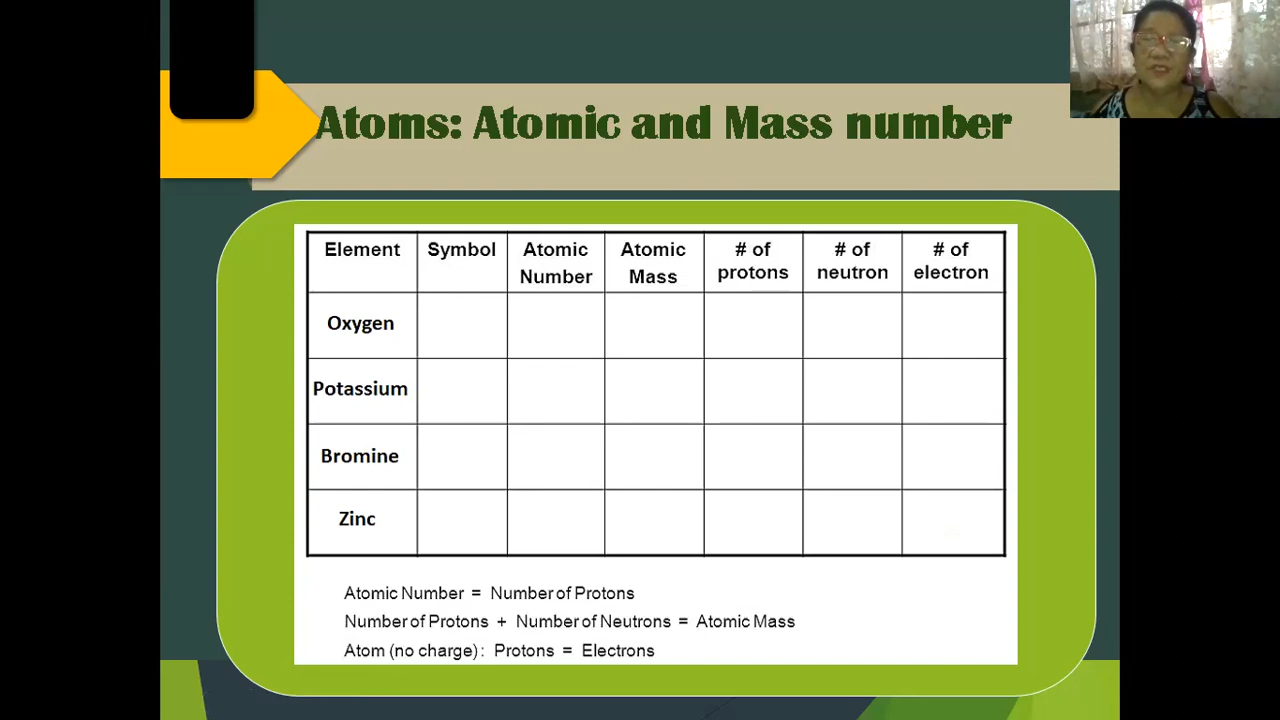 Atoms: Atomic and Mass number
Element Symbol Atomic Number Atomic Mass # of protons # of neutron # of electron
Oxygen
Potassium
Bromine
Zinc
Atomic Number = Number of Protons
Number of Protons + Number of Neutrons = Atomic Mass
Atom (no charge): Protons = Electrons